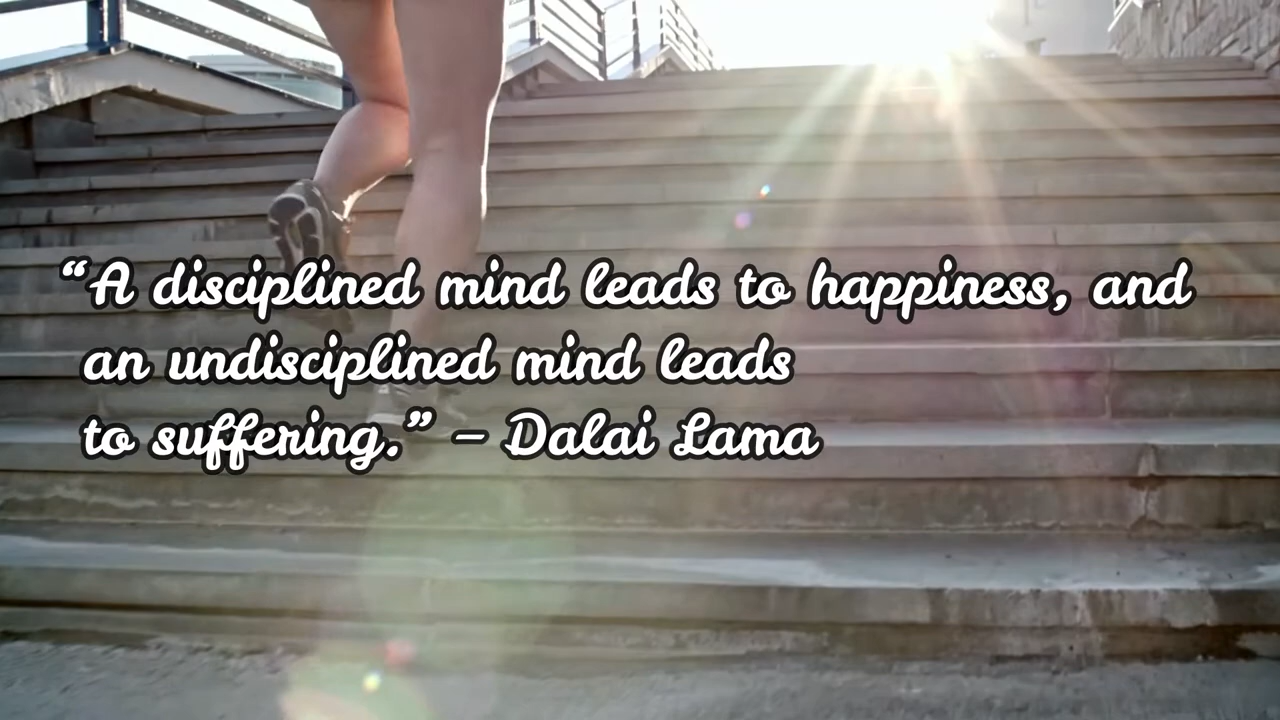 “A disciplined mind leads to happiness, and
an undisciplined mind leads
to suffering.” – Dalai Lama